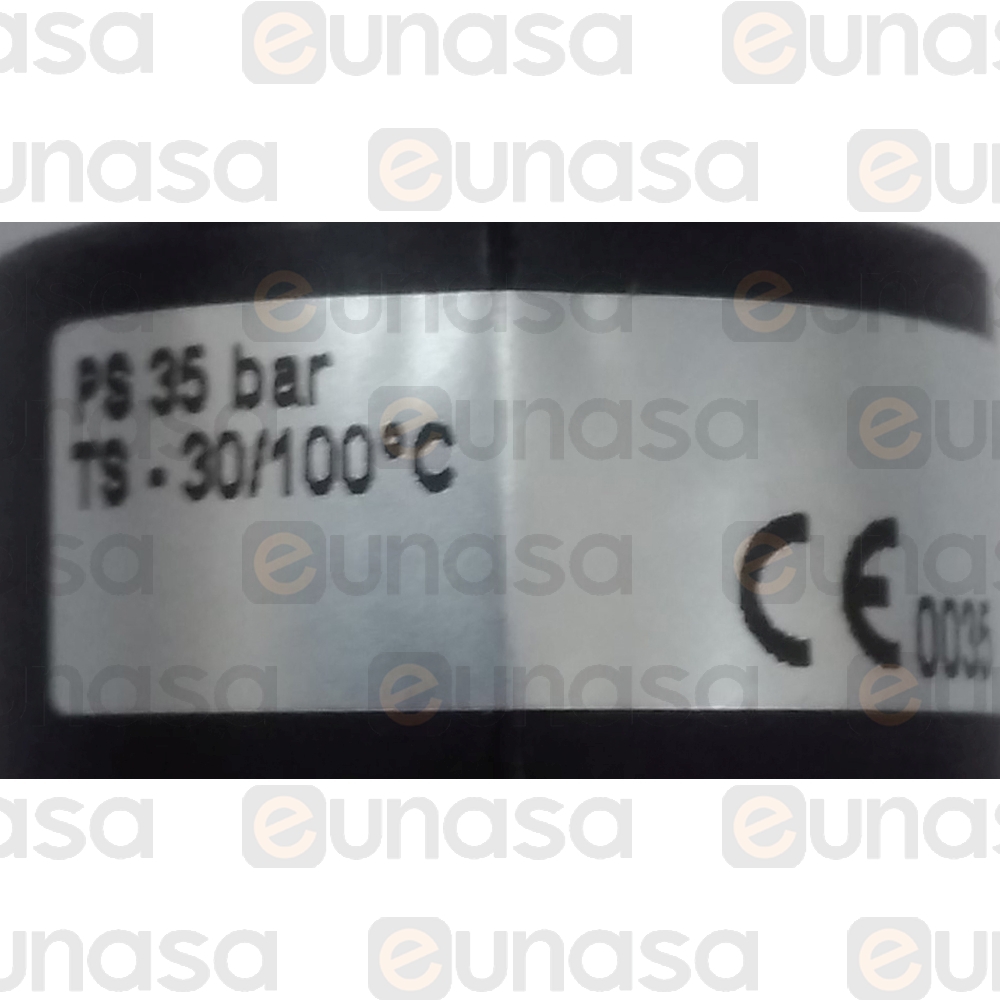 PS 35 bar
TS - 30/100°C
CE 0035
eunasa